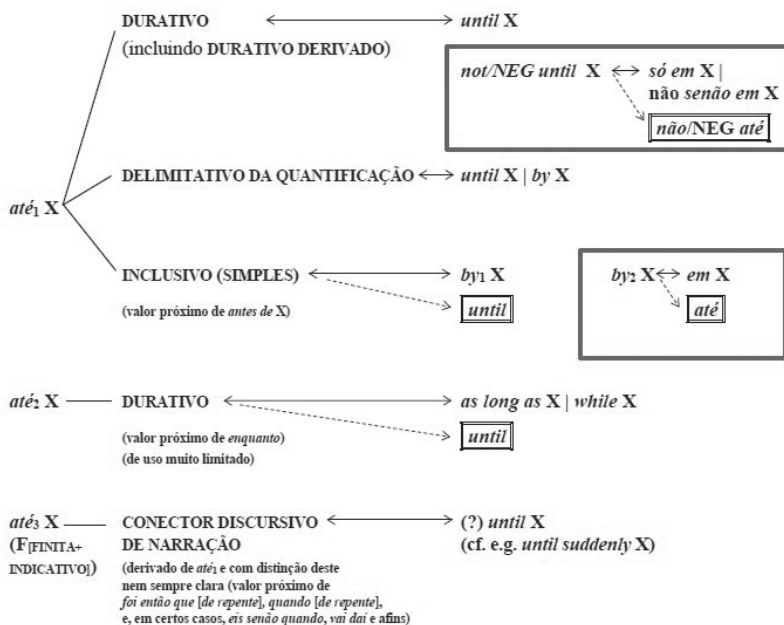 DURATIVO ↔ until X
(incluindo DURATIVO DERIVADO)
not/NEG until X ↔ só em X |
não senão em X
não/NEG até
DELIMITATIVO DA QUANTIFICAÇÃO ↔ until X | by X
até₁ X
INCLUSIVO (SIMPLES) ↔ by₁ X
(valor próximo de antes de X)
until
by₂ X ↔ em X
até
até₂ X — DURATIVO ↔ as long as X | while X
(valor próximo de enquanto)
(de uso muito limitado)
until
até₃ X — CONECTOR DISCURSIVO ↔ (?) until X
(F[FINITA+ DE NARRAÇÃO (cf. e.g. until suddenly X)
INDICATIVO]) (derivado de até₁ e com distinção deste
nem sempre clara (valor próximo de
foi então que [de repente], quando [de repente],
e, em certos casos, eis senão quando, vai daí e afins)